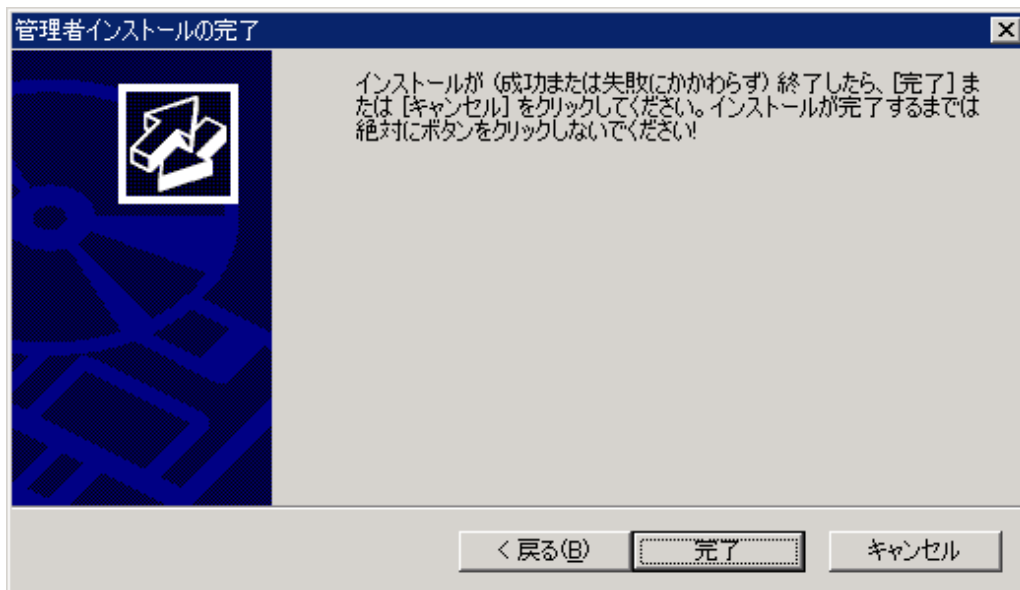 管理者インストールの完了
インストールが (成功または失敗にかかわらず) 終了したら、[完了] ま
たは [キャンセル] をクリックしてください。インストールが完了するまでは
絶対にボタンをクリックしないでください!
< 戻る(B)
完了
キャンセル